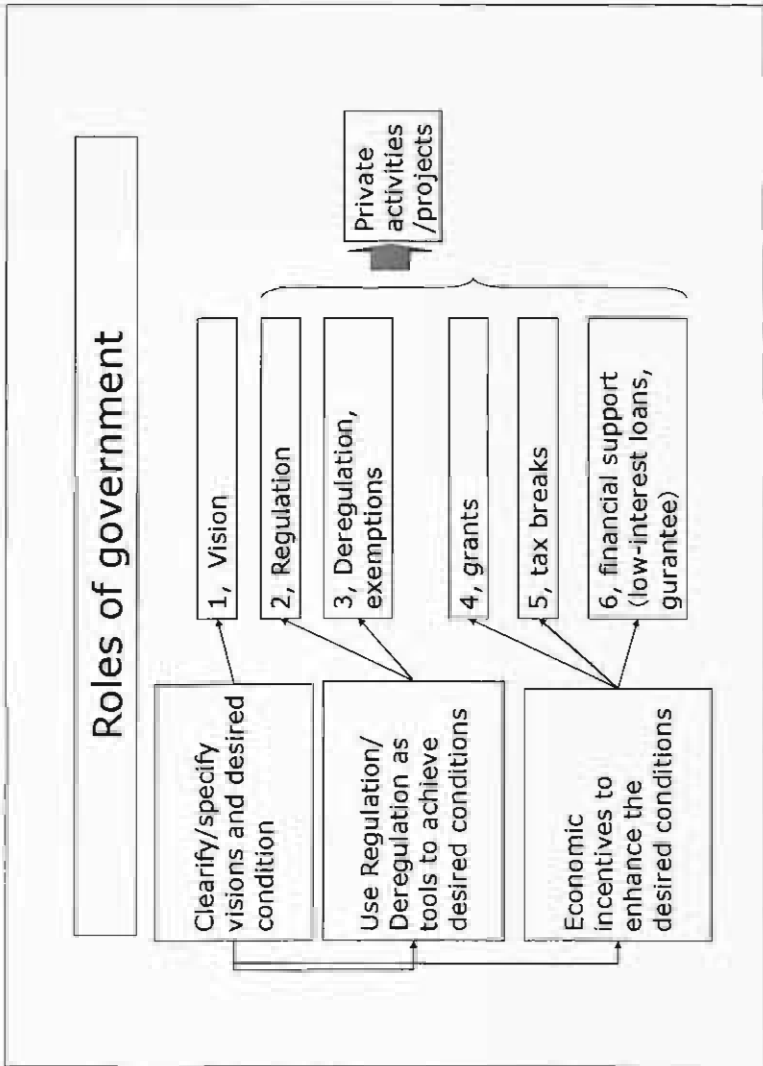 Roles of government
Clearify/specify
visions and desired
condition
Use Regulation/
Deregulation as
tools to achieve
desired conditions
Economic
incentives to
enhance the
desired conditions
1, Vision
2, Regulation
3, Deregulation,
exemptions
4, grants
5, tax breaks
6, financial support
(low-interest loans,
gurantee)
Private
activities
/projects